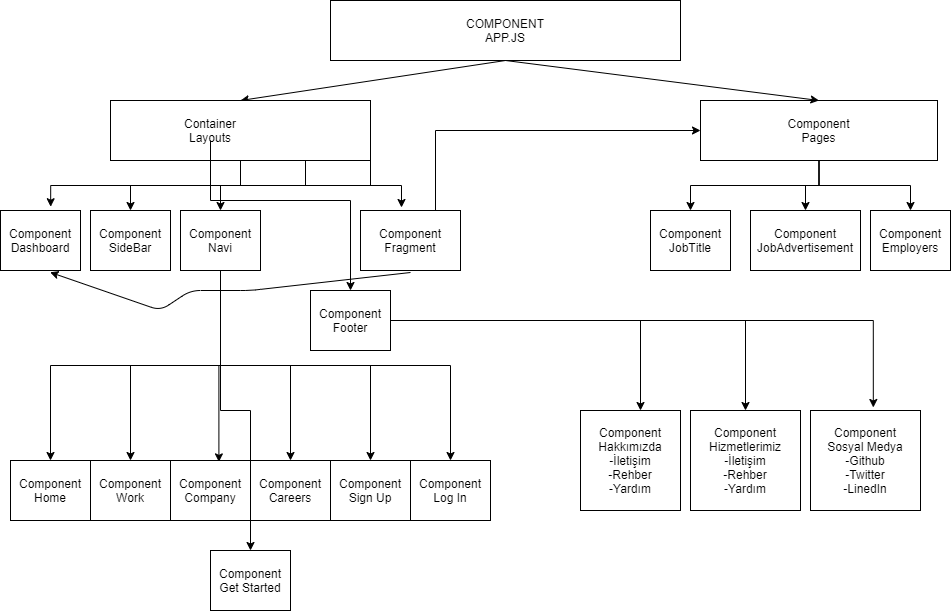 COMPONENT
APP.JS
Container
Layouts
Component
Pages
Component
Dashboard
Component
SideBar
Component
Navi
Component
Fragment
Component
JobTitle
Component
JobAdvertisement
Component
Employers
Component
Footer
Component
Hakkımızda
-İletişim
-Rehber
-Yardım
Component
Hizmetlerimiz
-İletişim
-Rehber
-Yardım
Component
Sosyal Medya
-Github
-Twitter
-LinedIn
Component
Home
Component
Work
Component
Company
Component
Careers
Component
Sign Up
Component
Log In
Component
Get Started